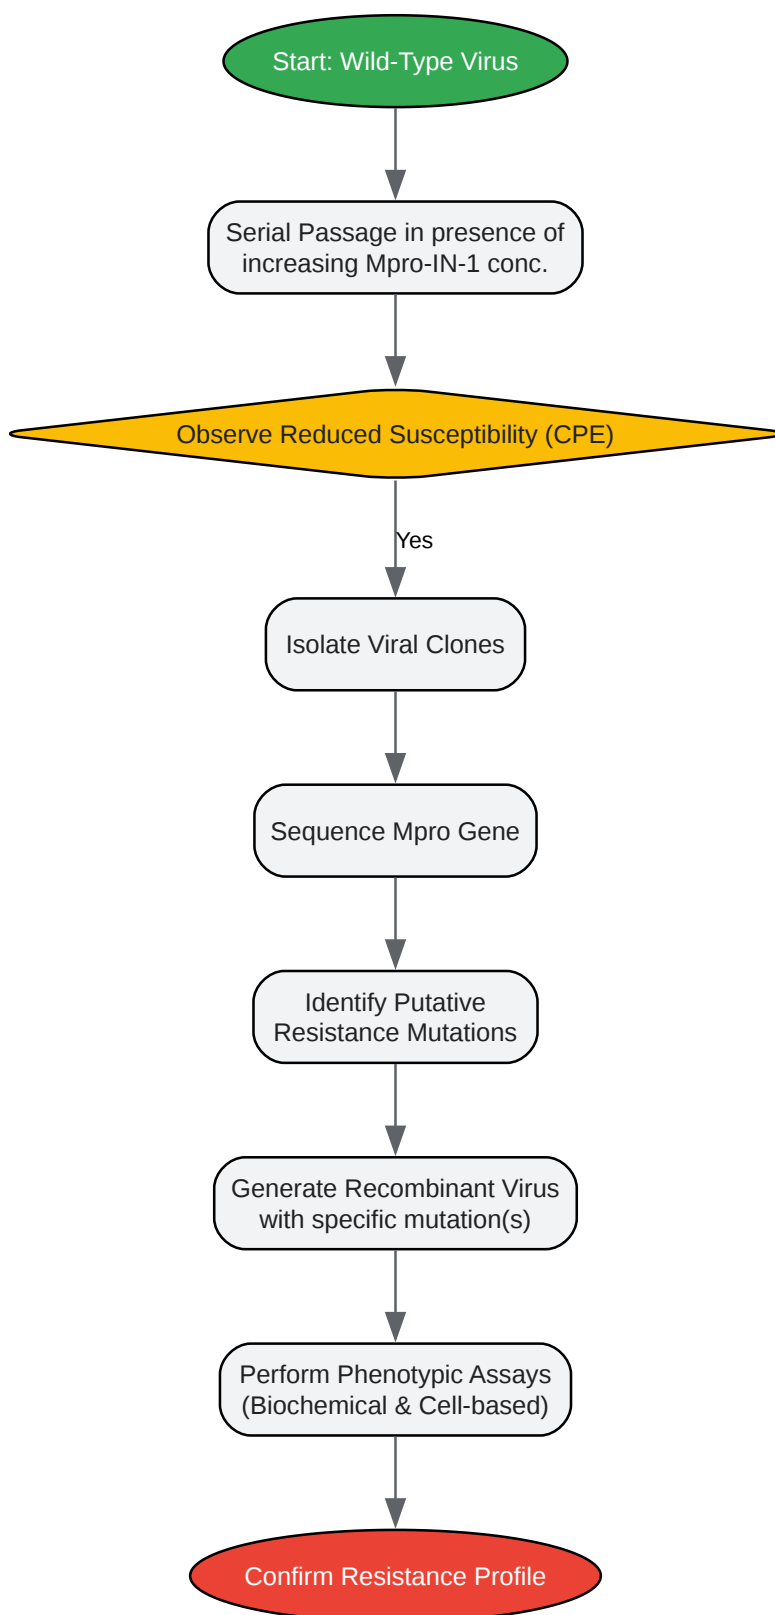 Start: Wild-Type Virus
Serial Passage in presence of
increasing Mpro-IN-1 conc.
Observe Reduced Susceptibility (CPE)
Yes
Isolate Viral Clones
Sequence Mpro Gene
Identify Putative
Resistance Mutations
Generate Recombinant Virus
with specific mutation(s)
Perform Phenotypic Assays
(Biochemical & Cell-based)
Confirm Resistance Profile